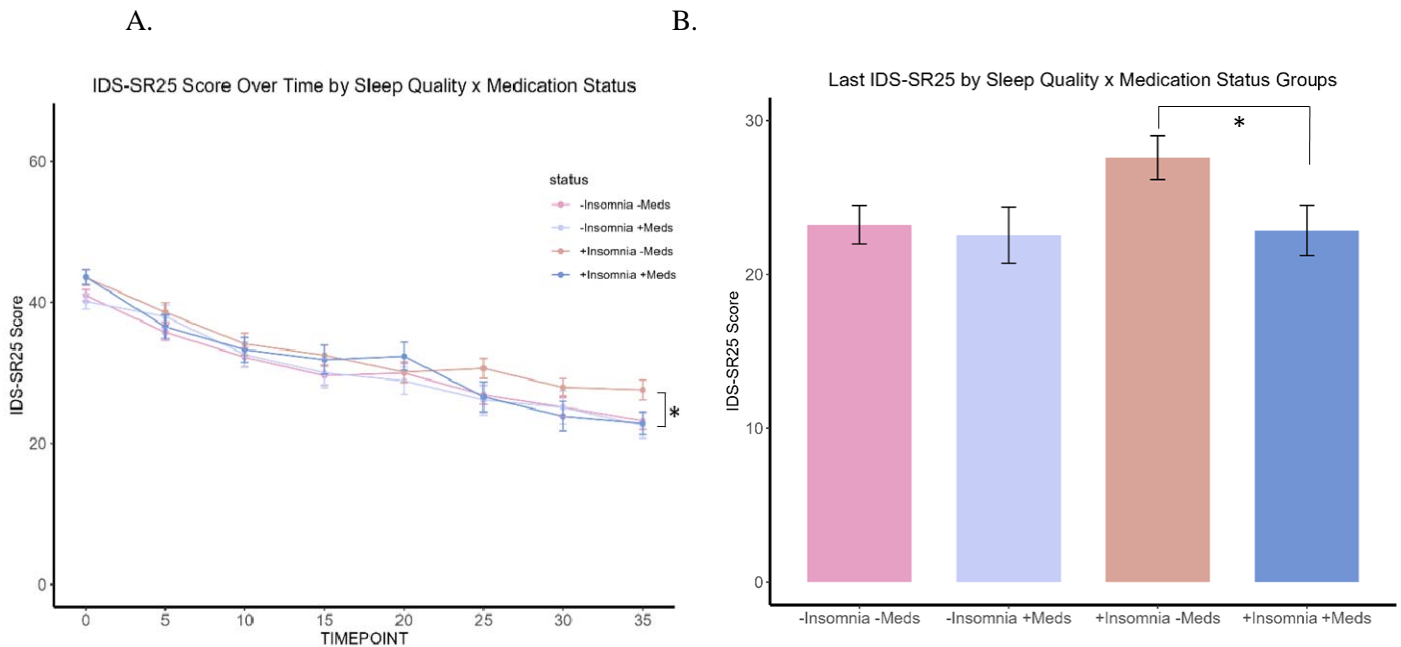 A.
B.
IDS-SR25 Score Over Time by Sleep Quality x Medication Status
60
40
20
0
IDS-SR25 Score
status
-Insomnia -Meds
-Insomnia +Meds
+Insomnia -Meds
+Insomnia +Meds
*
0 5 10 15 20 25 30 35
TIMEPOINT
Last IDS-SR25 by Sleep Quality x Medication Status Groups
30
20
10
0
IDS-SR25 Score
*
-Insomnia -Meds -Insomnia +Meds +Insomnia -Meds +Insomnia +Meds